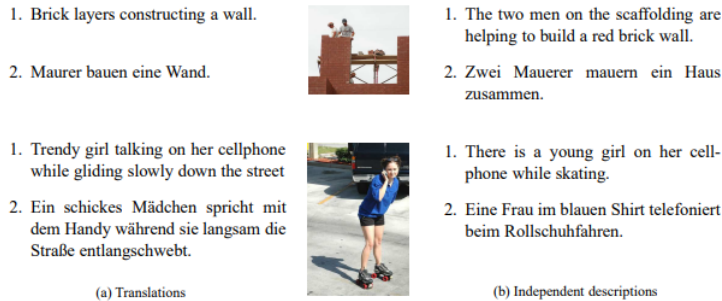 1. Brick layers constructing a wall.
2. Maurer bauen eine Wand.
1. The two men on the scaffolding are
helping to build a red brick wall.
2. Zwei Mauerer mauern ein Haus
zusammen.
1. Trendy girl talking on her cellphone
while gliding slowly down the street
2. Ein schickes Mädchen spricht mit
dem Handy während sie langsam die
Straße entlangschwebt.
1. There is a young girl on her cell-
phone while skating.
2. Eine Frau im blauen Shirt telefoniert
beim Rollschuhfahren.
(a) Translations
(b) Independent descriptions